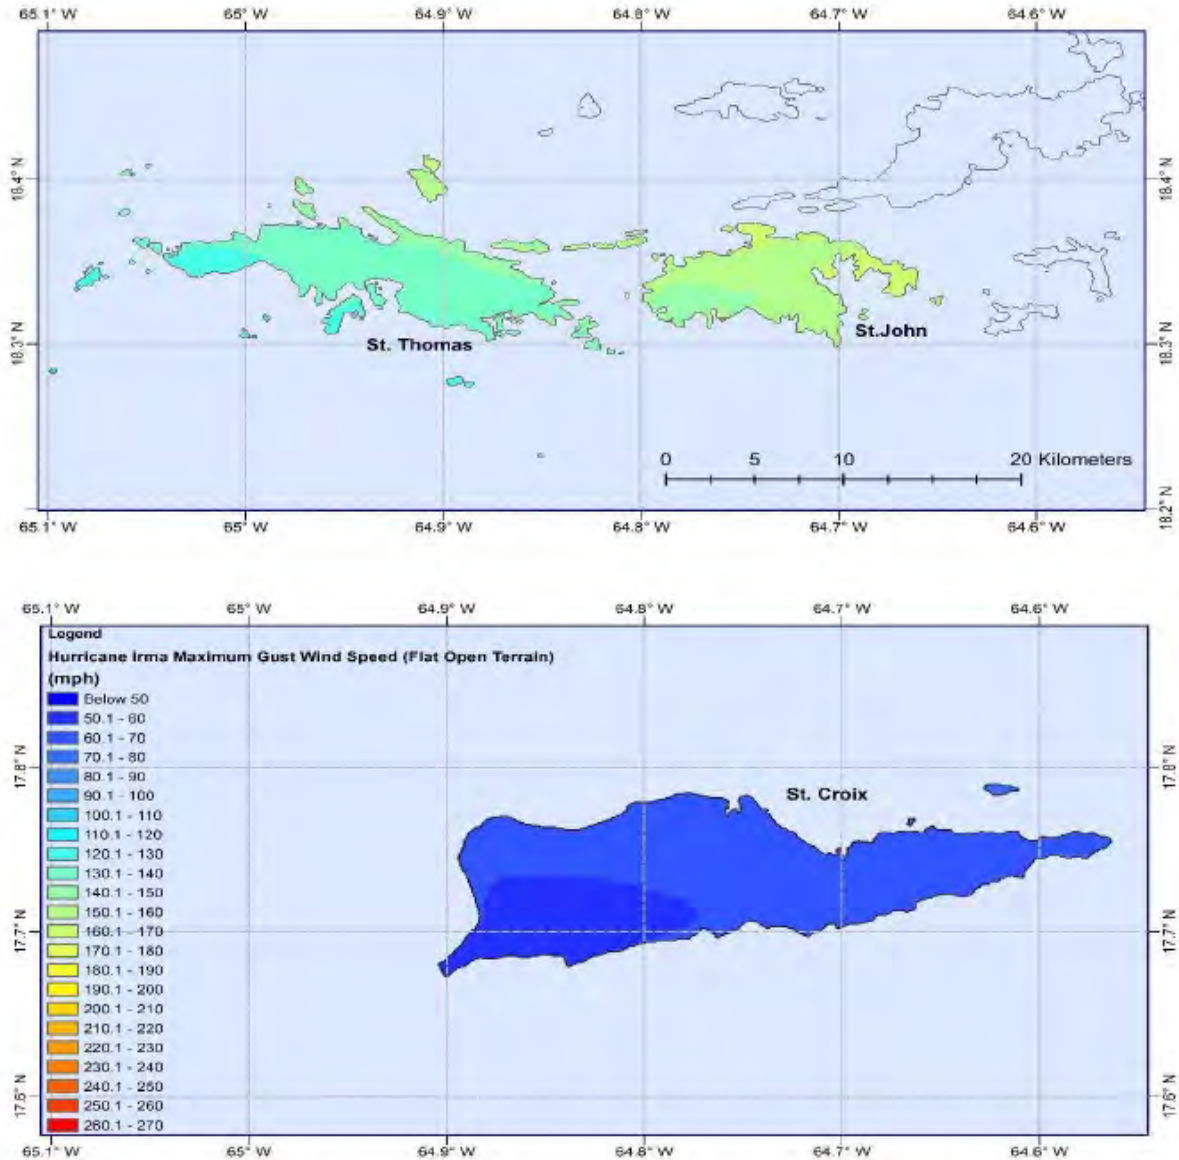 65.1° W 65° W 64.9° W 64.8° W 64.7° W 64.6° W
18.4° N 18.4° N
18.3° N 18.3° N
St. Thomas
St.John
0 5 10 20 Kilometers
18.2° N
65.1° W 65° W 64.9° W 64.8° W 64.7° W 64.6° W
65.1° W 65° W 64.9° W 64.8° W 64.7° W 64.6° W
Legend
Hurricane Irma Maximum Gust Wind Speed (Flat Open Terrain)
(mph)
Below 50
50.1 - 60
60.1 - 70
70.1 - 80
80.1 - 90
90.1 - 100
100.1 - 110
110.1 - 120
120.1 - 130
130.1 - 140
140.1 - 150
150.1 - 160
160.1 - 170
170.1 - 180
180.1 - 190
190.1 - 200
200.1 - 210
210.1 - 220
220.1 - 230
230.1 - 240
240.1 - 250
250.1 - 260
260.1 - 270
17.8° N 17.8° N
St. Croix
17.7° N 17.7° N
17.6° N 17.6° N
65.1° W 65° W 64.9° W 64.8° W 64.7° W 64.6° W